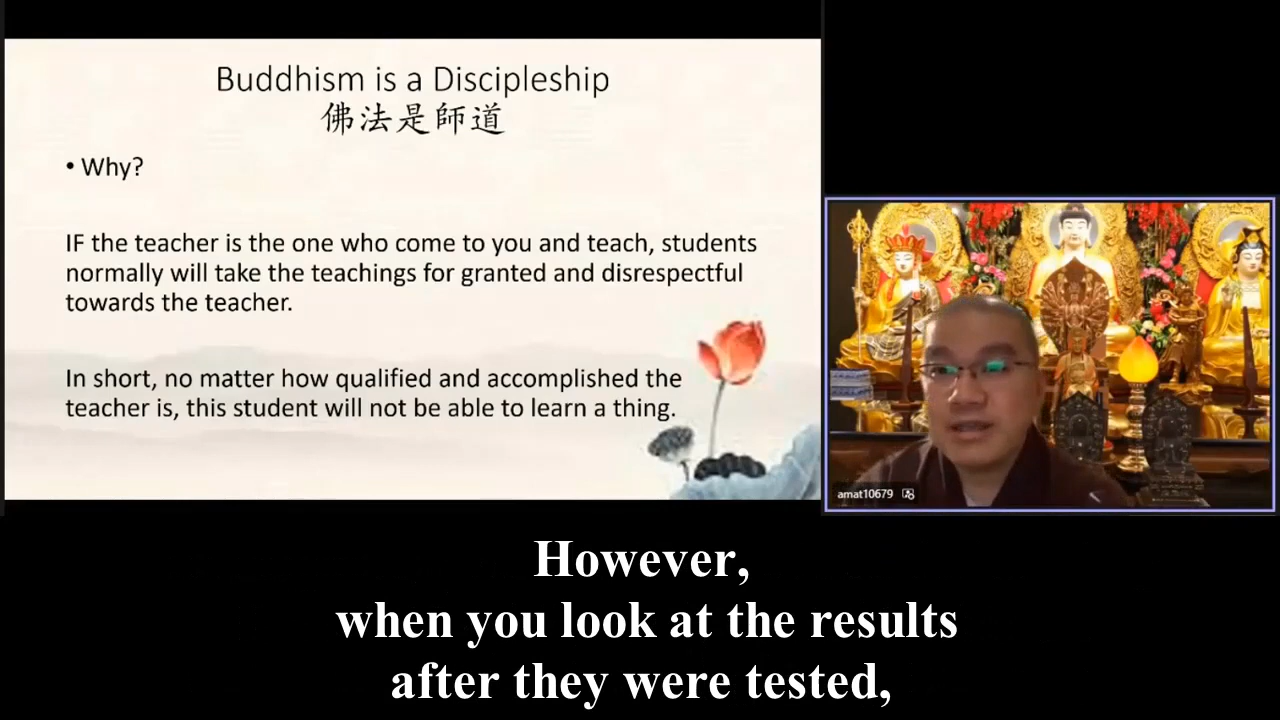 Buddhism is a Discipleship
佛法是師道
• Why?
IF the teacher is the one who come to you and teach, students
normally will take the teachings for granted and disrespectful
towards the teacher.
In short, no matter how qualified and accomplished the
teacher is, this student will not be able to learn a thing.
amat10679
However,
when you look at the results
after they were tested,